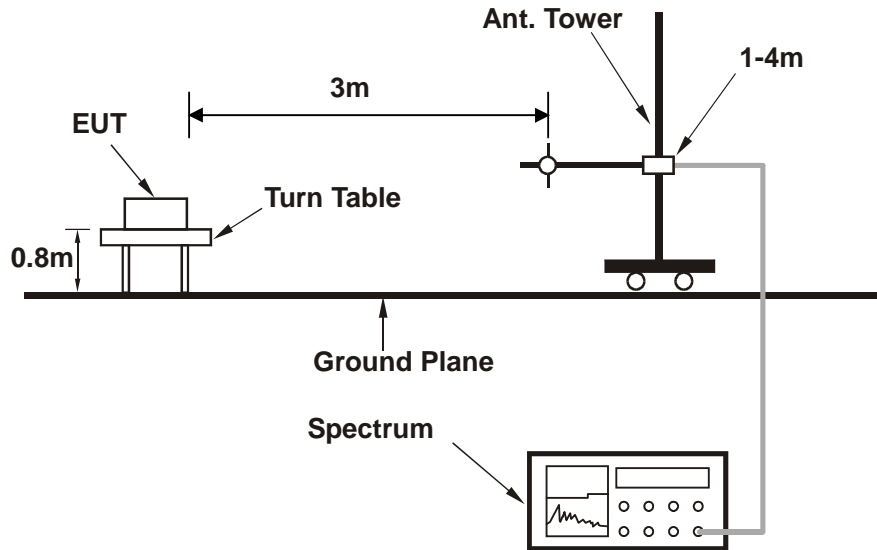 Ant. Tower
1-4m
3m
EUT
Turn Table
0.8m
Ground Plane
Spectrum